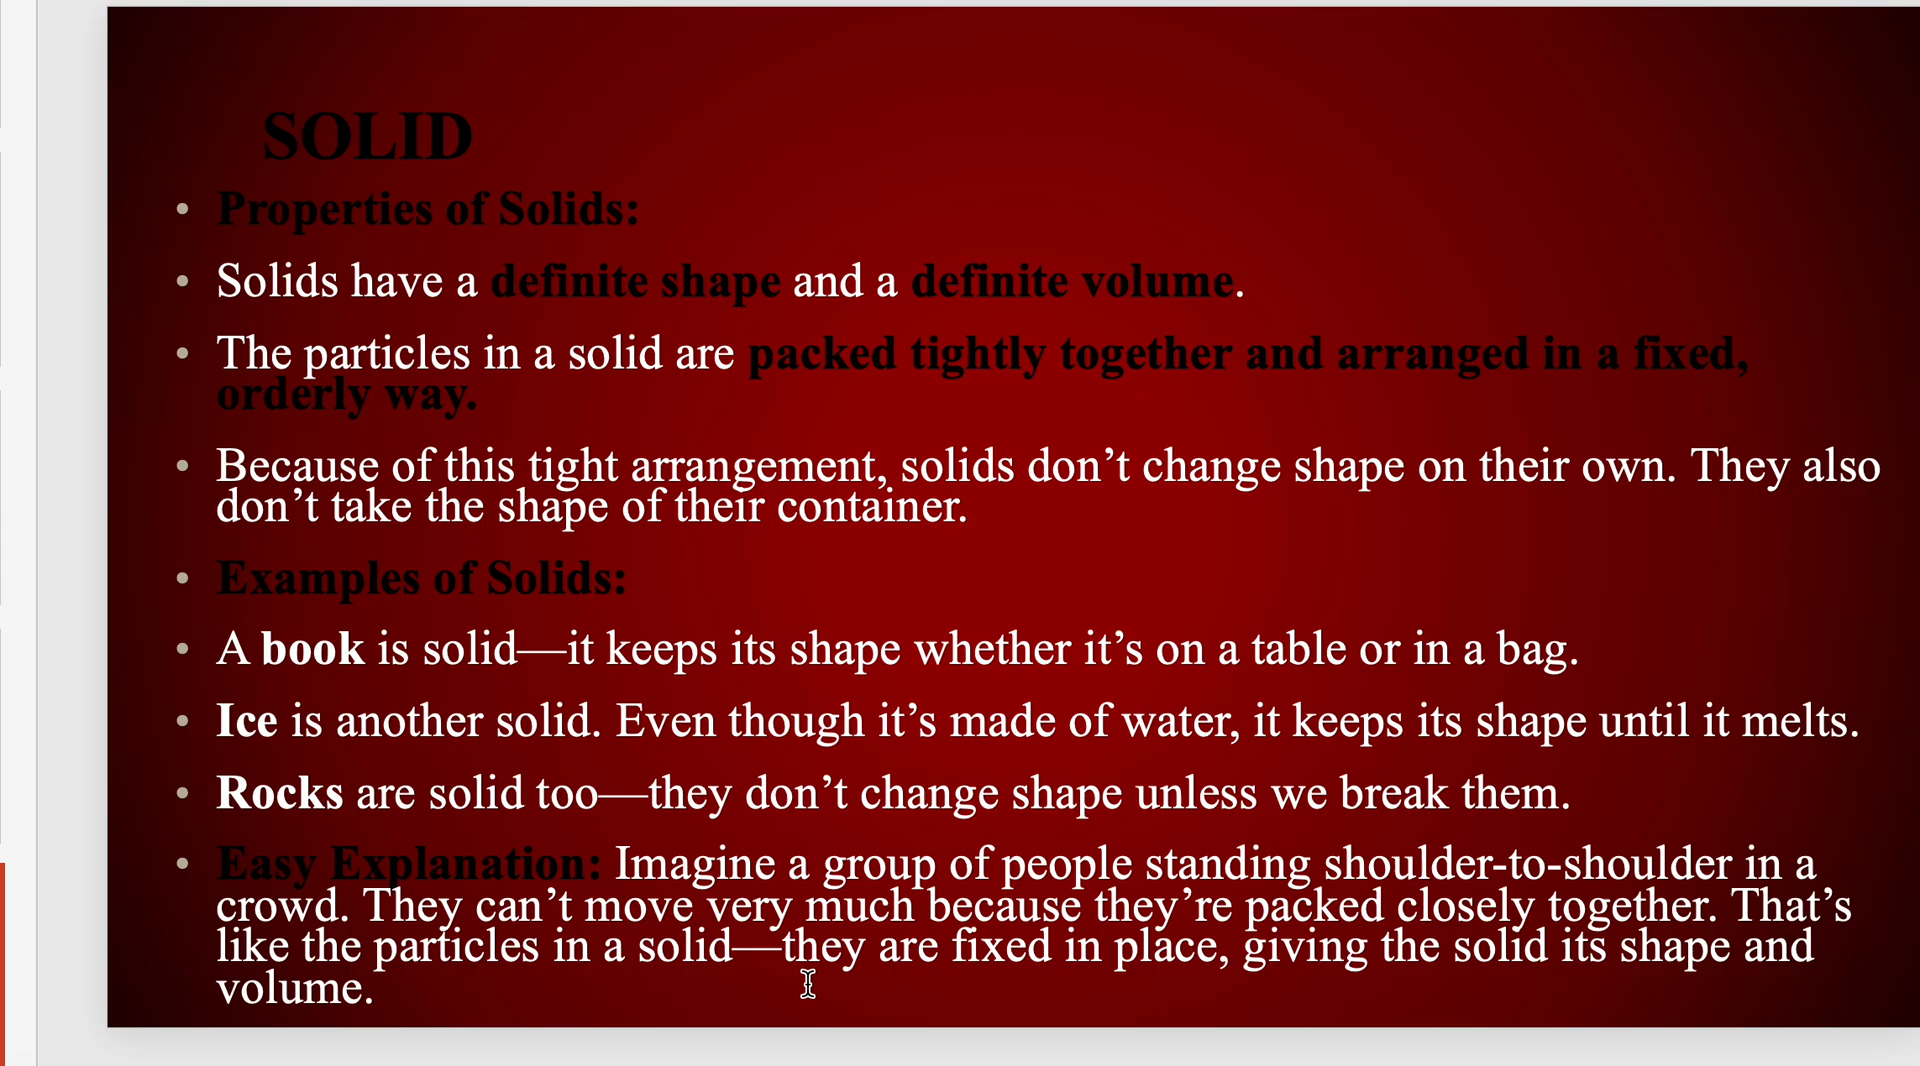 SOLID
• Properties of Solids:
• Solids have a definite shape and a definite volume.
• The particles in a solid are packed tightly together and arranged in a fixed,
orderly way.
• Because of this tight arrangement, solids don’t change shape on their own. They also
don’t take the shape of their container.
• Examples of Solids:
• A book is solid—it keeps its shape whether it’s on a table or in a bag.
• Ice is another solid. Even though it’s made of water, it keeps its shape until it melts.
• Rocks are solid too—they don’t change shape unless we break them.
• Easy Explanation: Imagine a group of people standing shoulder-to-shoulder in a
crowd. They can’t move very much because they’re packed closely together. That’s
like the particles in a solid—they are fixed in place, giving the solid its shape and
volume.